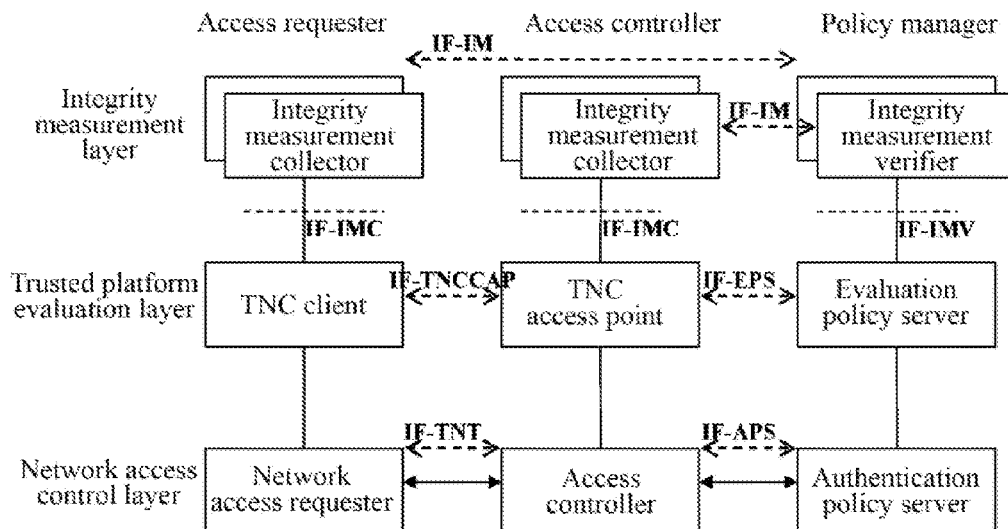 Access requester
Access controller
Policy manager
IF-IM
Integrity
measurement
layer
Integrity
measurement
collector
Integrity
measurement
collector
IF-IM
Integrity
measurement
verifier
IF-IMC
IF-IMC
IF-IMV
Trusted platform
evaluation layer
TNC client
IF-TNCCAP
TNC
access point
IF-EPS
Evaluation
policy server
IF-TNT
IF-APS
Network access
control layer
Network
access requester
Access
controller
Authentication
policy server